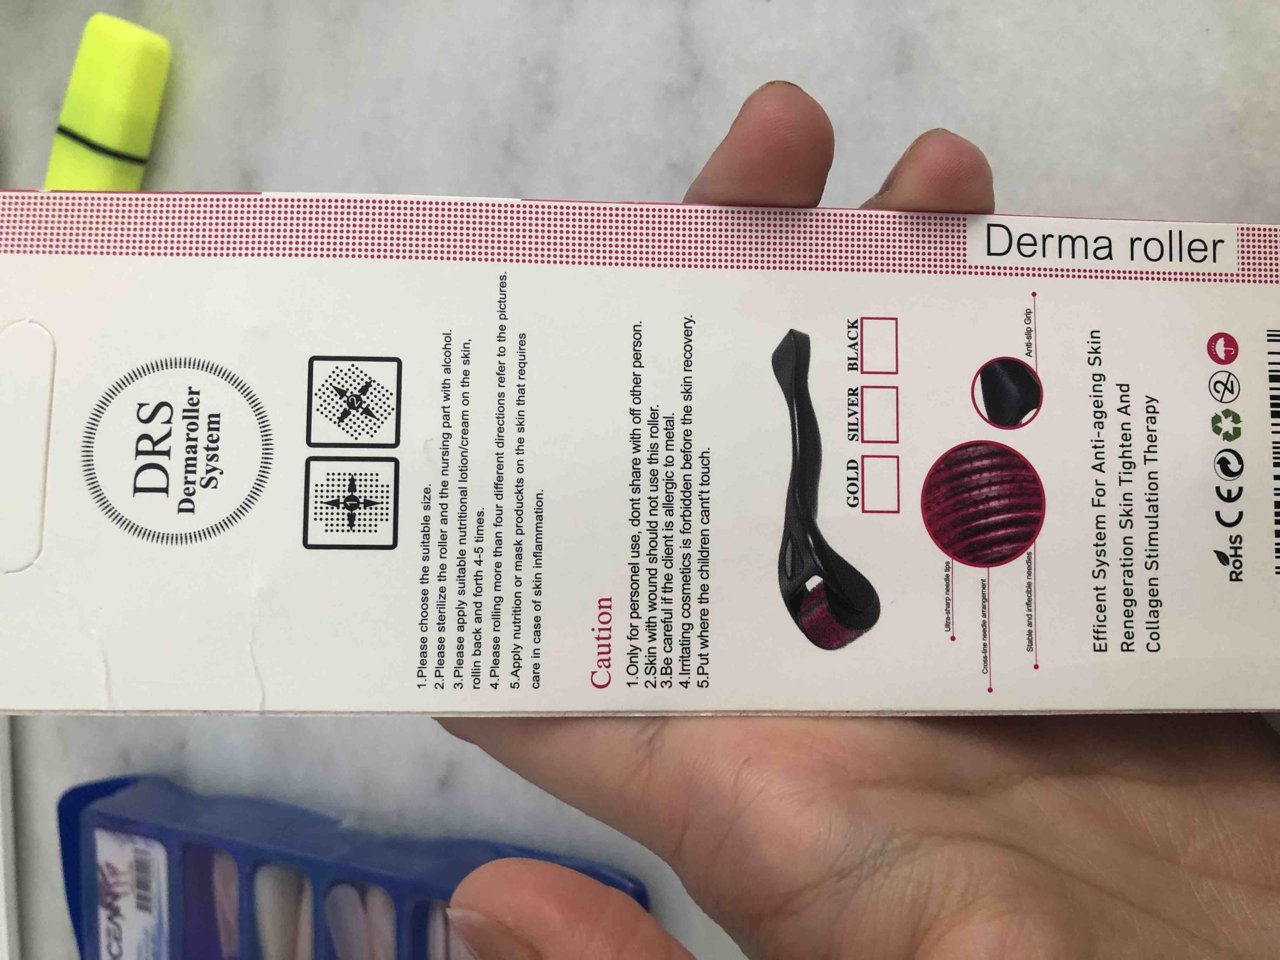 Derma roller
DRS
Dermaroller
System
1
2
1.Please choose the suitable size.
2.Please sterilize the roller and the nursing part with alcohol.
3.Please apply suitable nutritional lotion/cream on the skin,
rollin back and forth 4-5 times.
4.Please rolling more than four different directions refer to the pictures.
5.Apply nutrition or mask produckts on the skin that requires
care in case of skin inflammation.
Caution
1.Only for personel use, dont share with off other person.
2.Skin with wound should not use this roller.
3.Be careful if the client is allergic to metal.
4.Irritating cosmetics is forbidden before the skin recovery.
5.Put where the children cant't touch.
GOLD SILVER BLACK
Ultra-sharp needle tips
Cross-line needle arrangement
Stable and inflecible needles
Anti-slip Grip
Efficent System For Anti-ageing Skin
Renegeration Skin Tighten And
Collagen Stimulation Therapy
RoHS CE 2